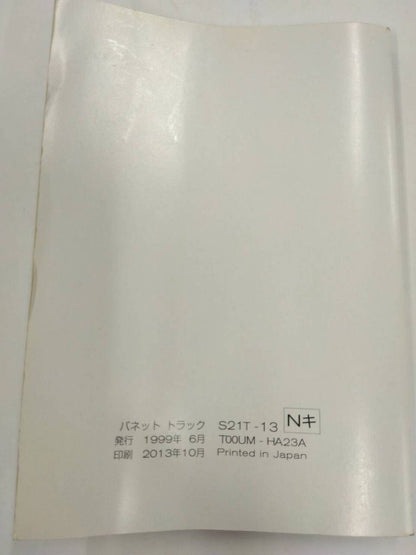 バネット トラック S21T-13 Nキ
発行 1999年 6月 T00UM-HA23A
印刷 2013年10月 Printed in Japan